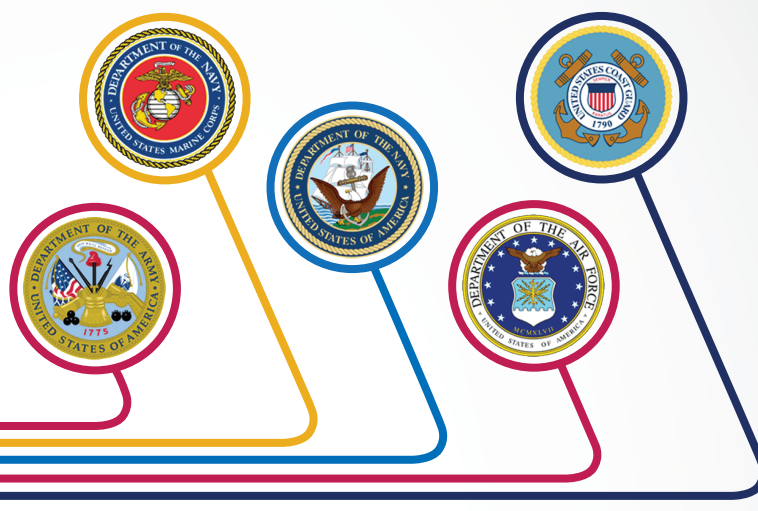 DEPARTMENT OF THE NAVY
UNITED STATES MARINE CORPS
UNITED STATES COAST GUARD
SEMPER
PARATUS
1790
DEPARTMENT OF THE NAVY
UNITED STATES OF AMERICA
DEPARTMENT OF THE ARMY
1775
UNITED STATES OF AMERICA
DEPARTMENT OF THE AIR FORCE
MCMXLVII
UNITED STATES OF AMERICA